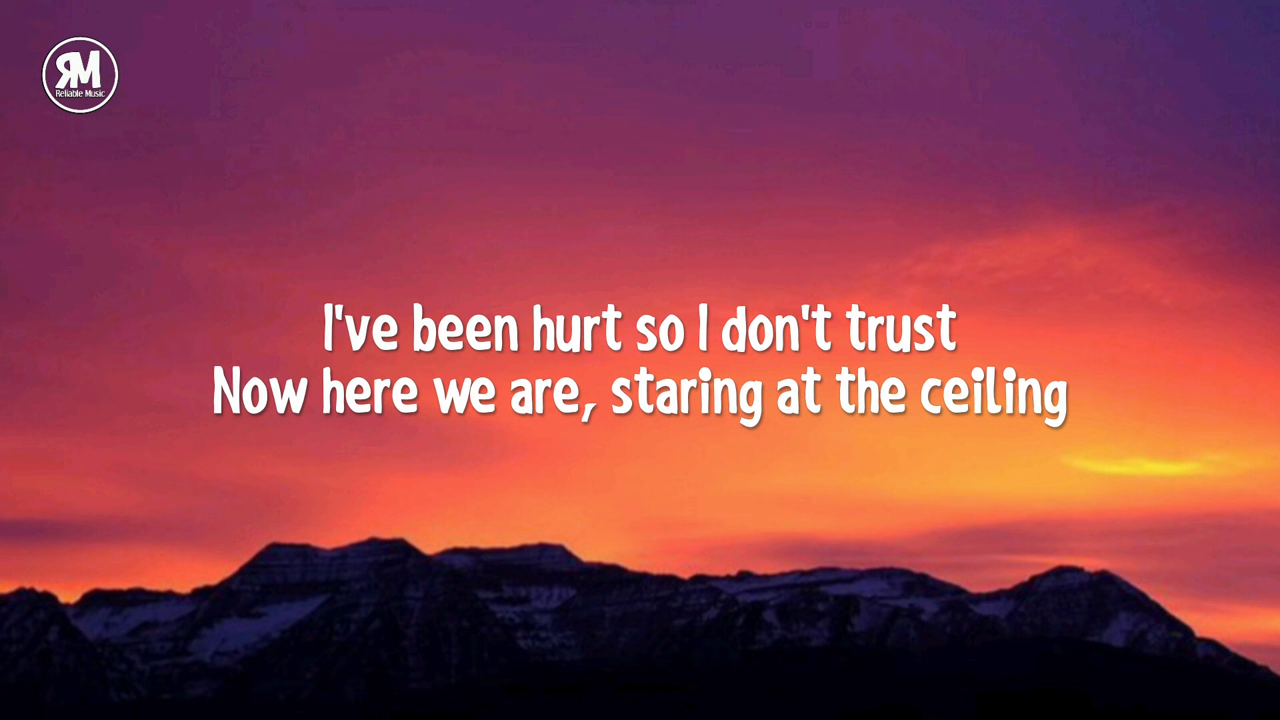 RM
Reliable Music
I've been hurt so I don't trust
Now here we are, staring at the ceiling